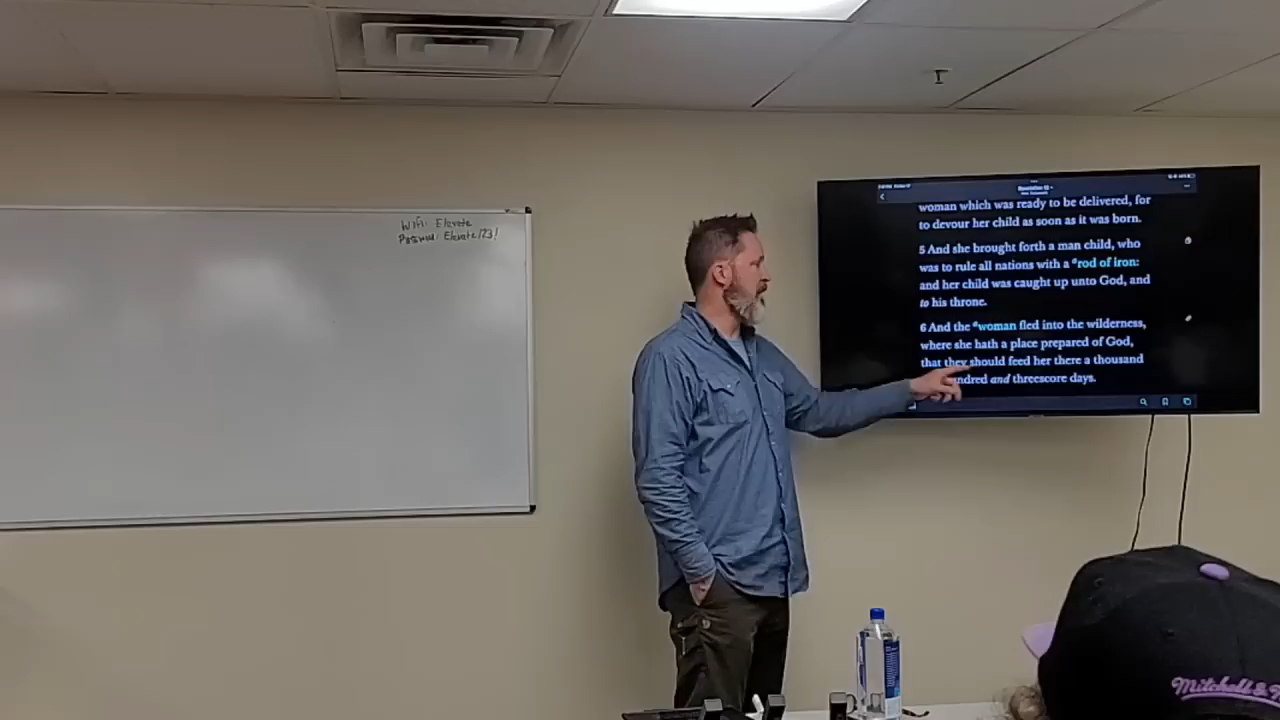 Wifi: Elevate
Password: Elevate123!
woman which was ready to be delivered, for
to devour her child as soon as it was born.
5 And she brought forth a man child, who
was to rule all nations with a a rod of iron:
and her child was caught up unto God, and
to his throne.
6 And the a woman fled into the wilderness,
where she hath a place prepared of God,
that they should feed her there a thousand
and threescore days.
Mitchell &